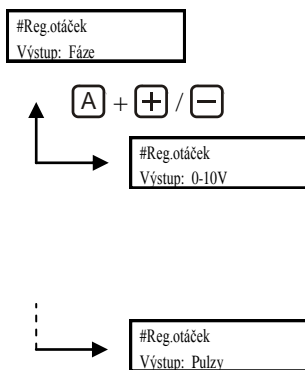 #Reg.otáček
Výstup: Fáze
A + + / −
#Reg.otáček
Výstup: 0-10V
#Reg.otáček
Výstup: Pulzy